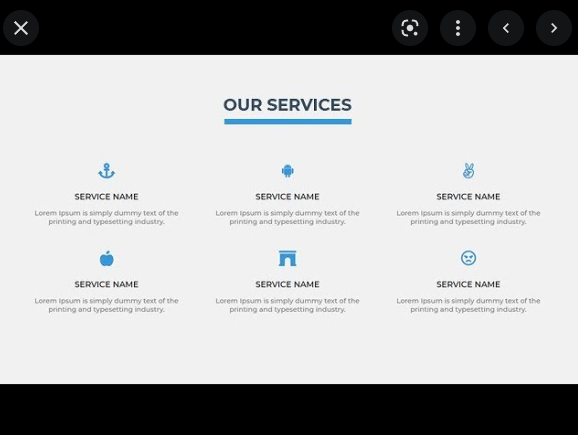 OUR SERVICES
SERVICE NAME
Lorem Ipsum is simply dummy text of the
printing and typesetting industry.
SERVICE NAME
Lorem Ipsum is simply dummy text of the
printing and typesetting industry.
SERVICE NAME
Lorem Ipsum is simply dummy text of the
printing and typesetting industry.
SERVICE NAME
Lorem Ipsum is simply dummy text of the
printing and typesetting industry.
SERVICE NAME
Lorem Ipsum is simply dummy text of the
printing and typesetting industry.
SERVICE NAME
Lorem Ipsum is simply dummy text of the
printing and typesetting industry.